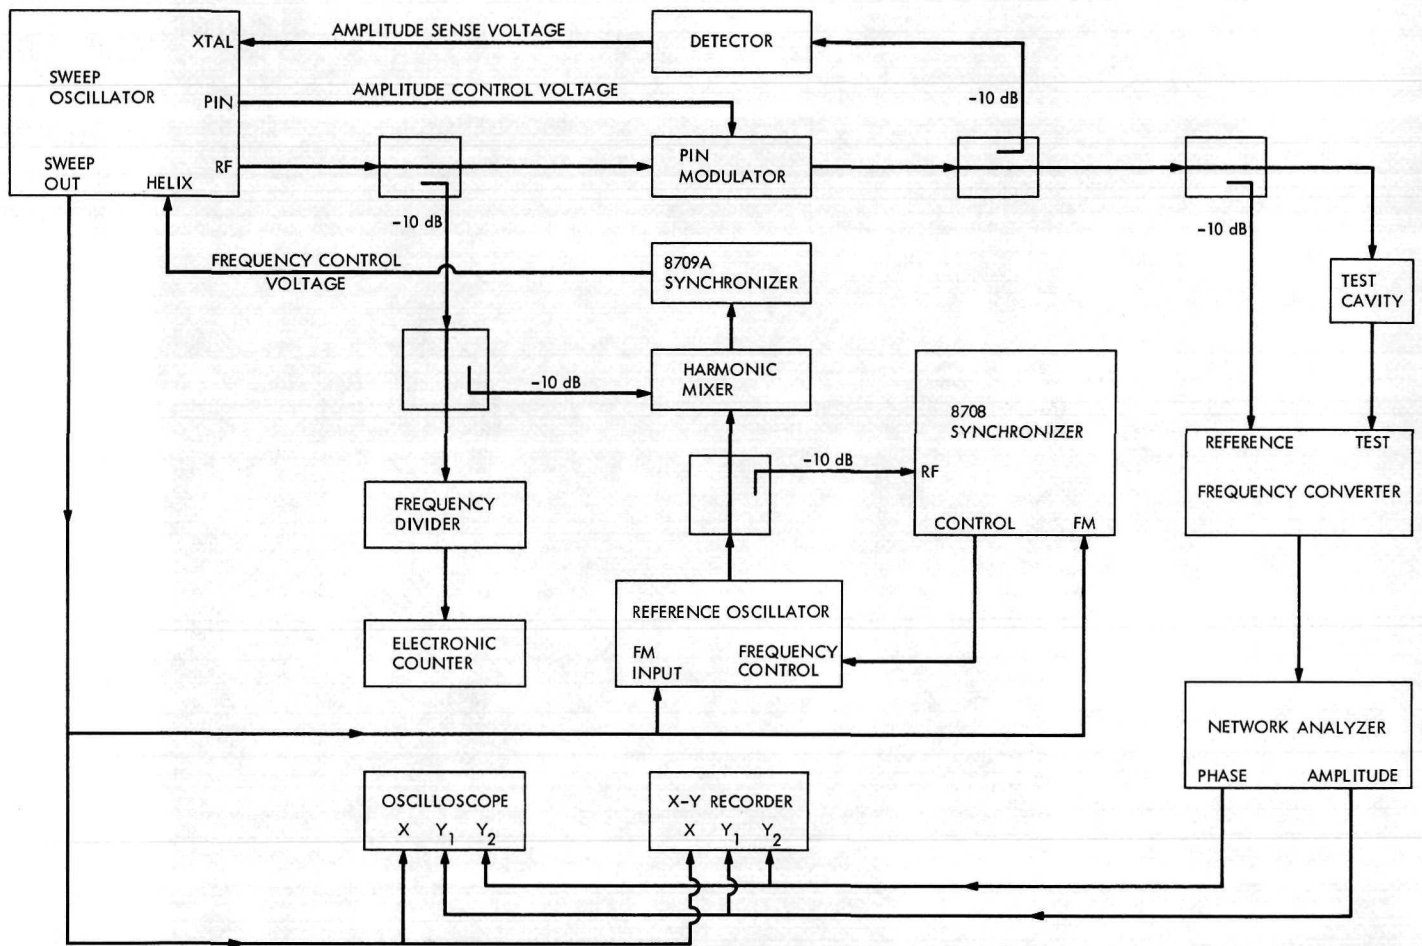 AMPLITUDE SENSE VOLTAGE
XTAL
DETECTOR
SWEEP
OSCILLATOR
AMPLITUDE CONTROL VOLTAGE
PIN
-10 dB
SWEEP
OUT
HELIX
RF
PIN
MODULATOR
-10 dB
-10 dB
FREQUENCY CONTROL
VOLTAGE
8709A
SYNCHRONIZER
TEST
CAVITY
-10 dB
HARMONIC
MIXER
8708
SYNCHRONIZER
REFERENCE
TEST
-10 dB
RF
FREQUENCY CONVERTER
FREQUENCY
DIVIDER
CONTROL
FM
REFERENCE OSCILLATOR
ELECTRONIC
COUNTER
FM
INPUT
FREQUENCY
CONTROL
NETWORK ANALYZER
PHASE
AMPLITUDE
OSCILLOSCOPE
X Y1 Y2
X-Y RECORDER
X Y1 Y2